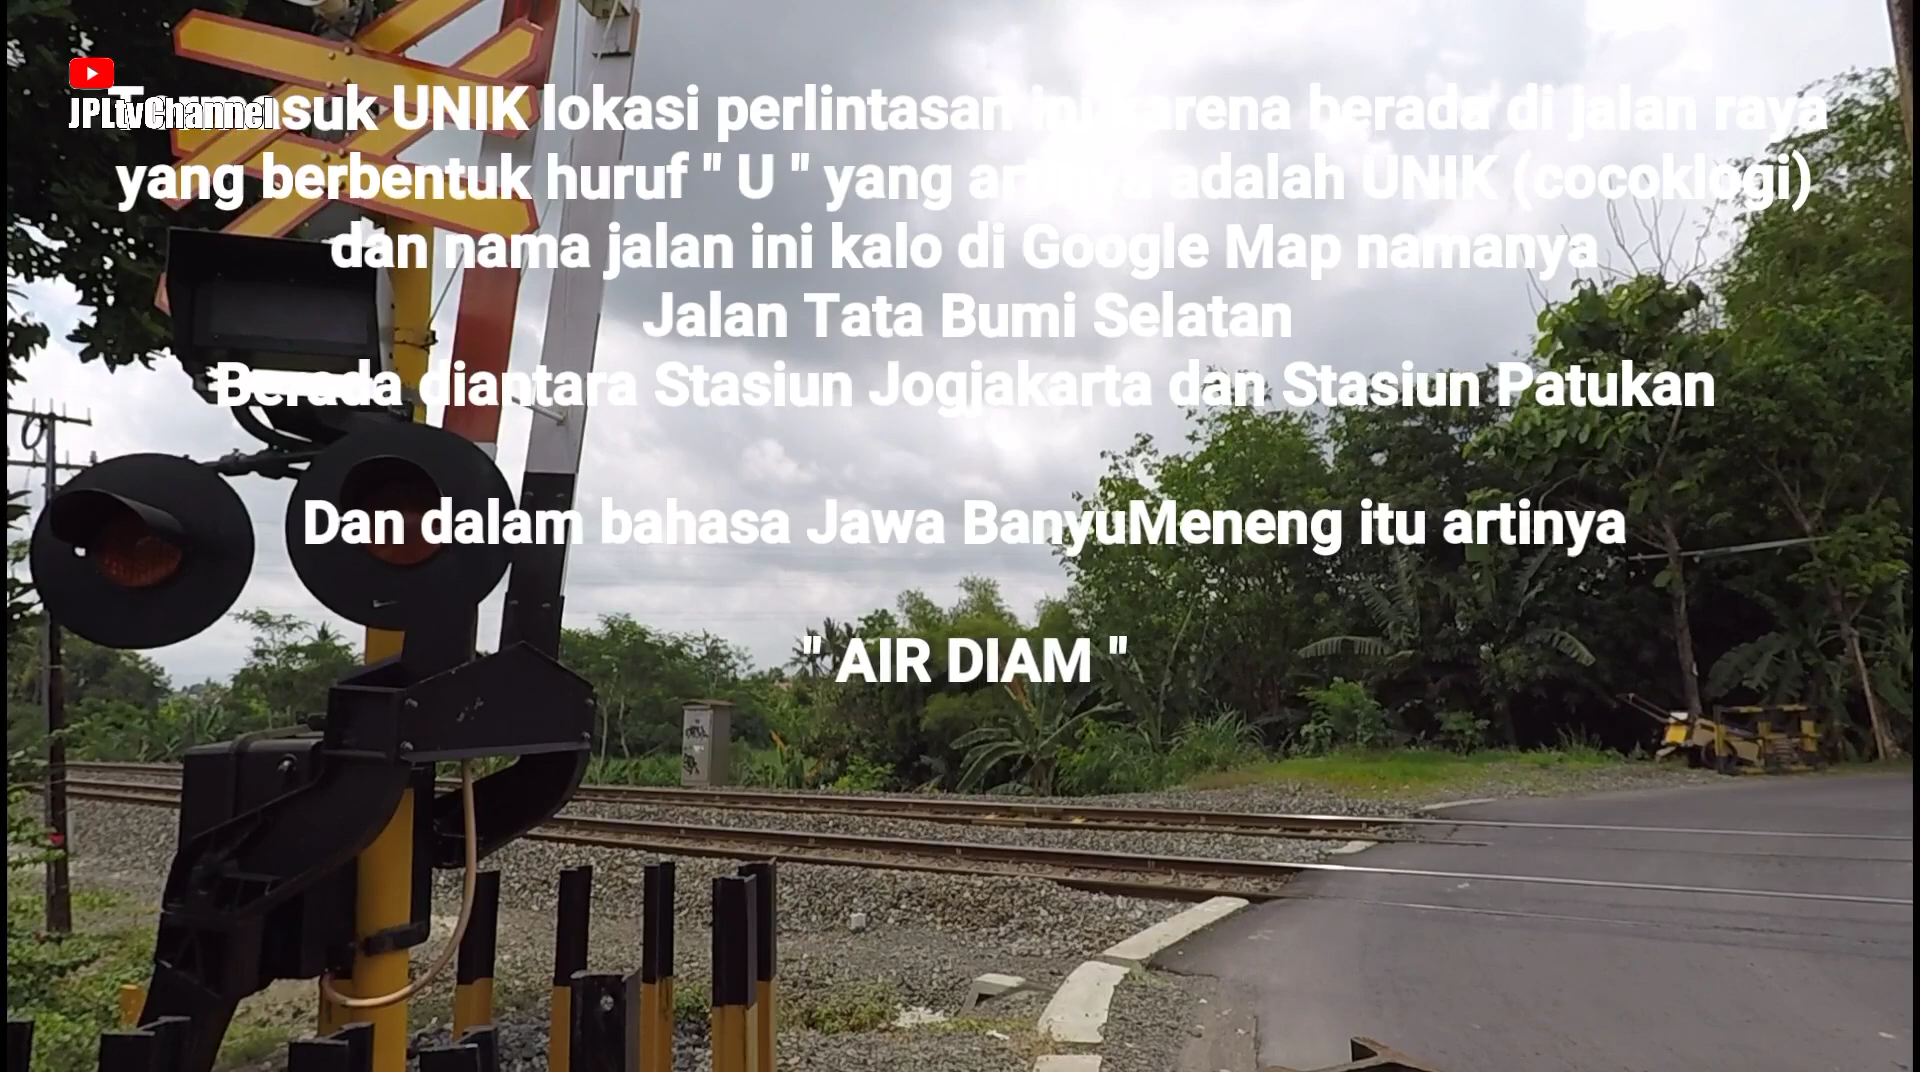 JPLtvChannel
Termasuk UNIK lokasi perlintasan ini karena berada di jalan raya
yang berbentuk huruf " U " yang artinya adalah UNIK (cocoklogi)
dan nama jalan ini kalo di Google Map namanya
Jalan Tata Bumi Selatan
Berada diantara Stasiun Jogjakarta dan Stasiun Patukan
Dan dalam bahasa Jawa BanyuMeneng itu artinya
" AIR DIAM "